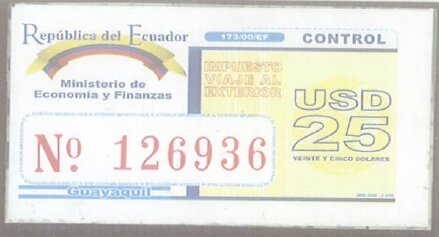 República del Ecuador
Ministerio de
Economía y Finanzas
Nº 126936
Guayaquil
173/00/EF
CONTROL
IMPUESTO
VIAJE AL
EXTERIOR
USD
25
VEINTE Y CINCO DOLARES